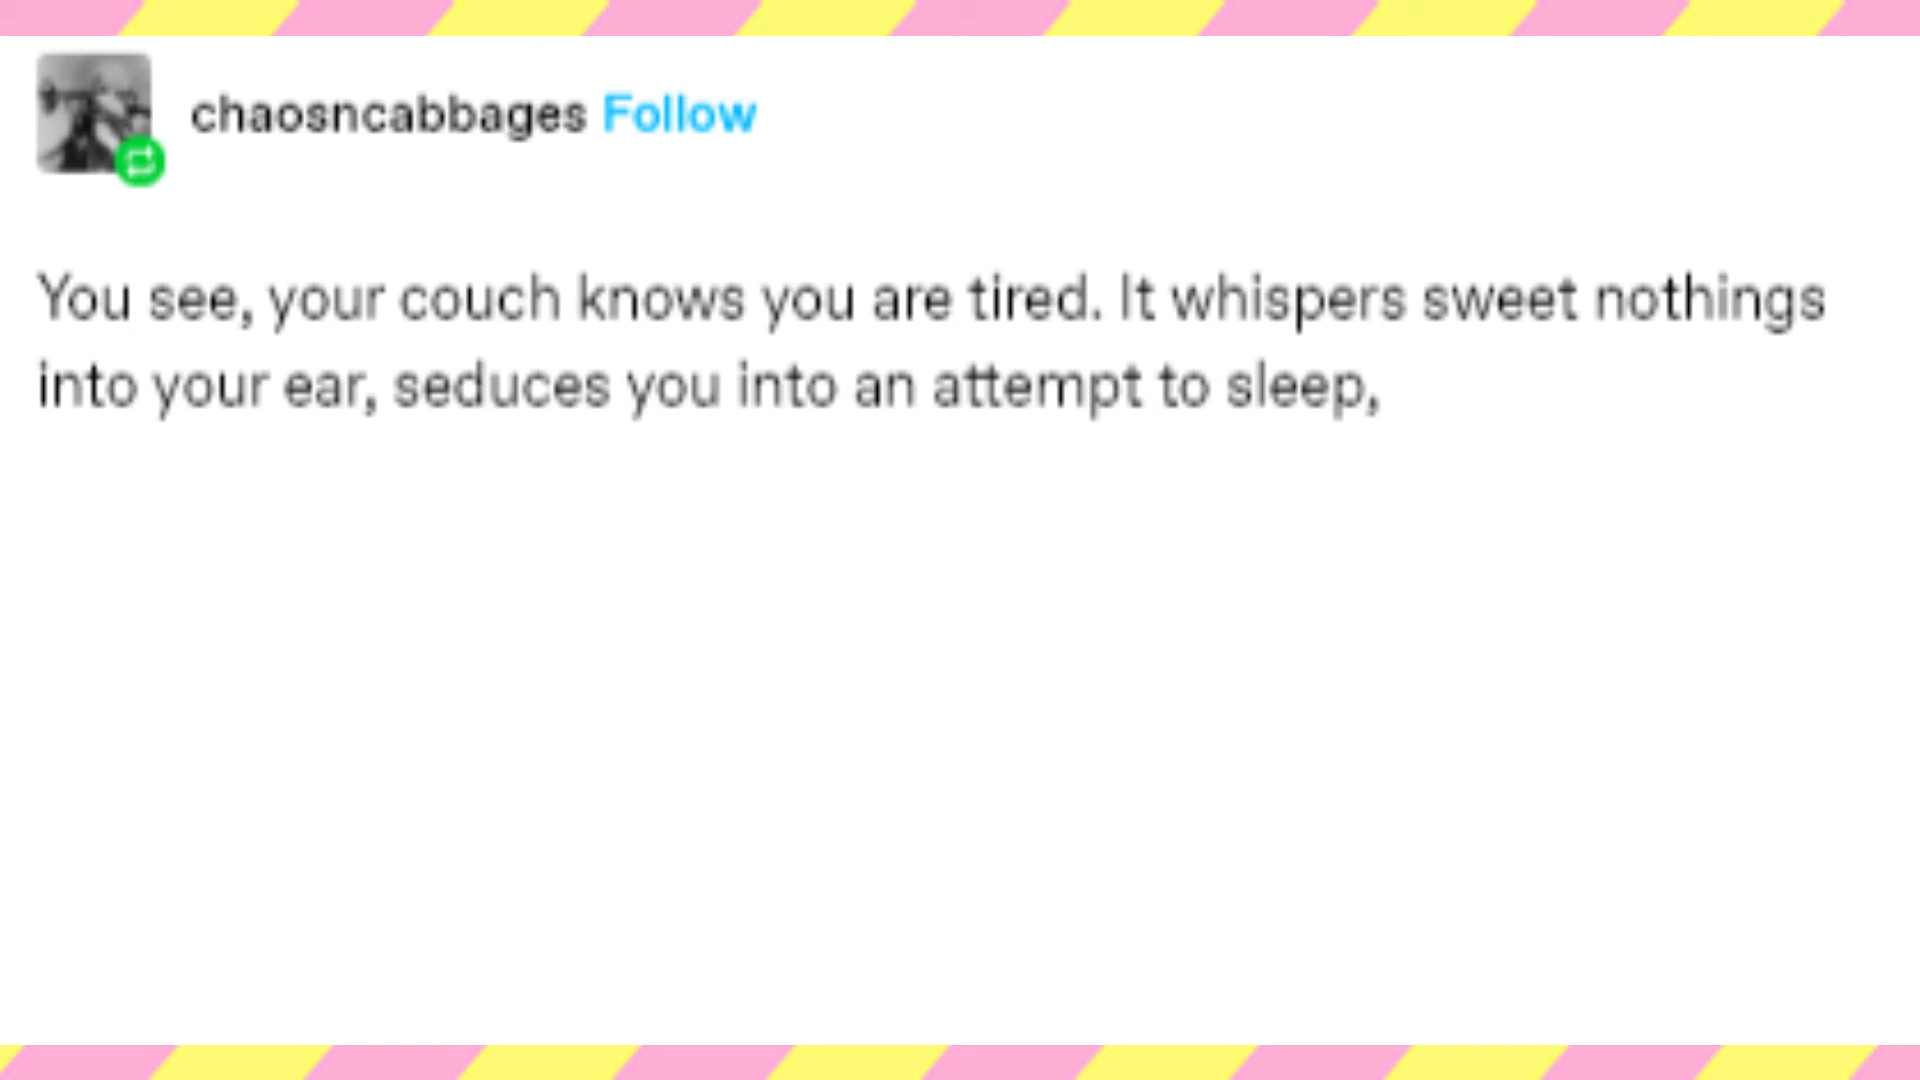 chaosncabbages Follow
You see, your couch knows you are tired. It whispers sweet nothings
into your ear, seduces you into an attempt to sleep,